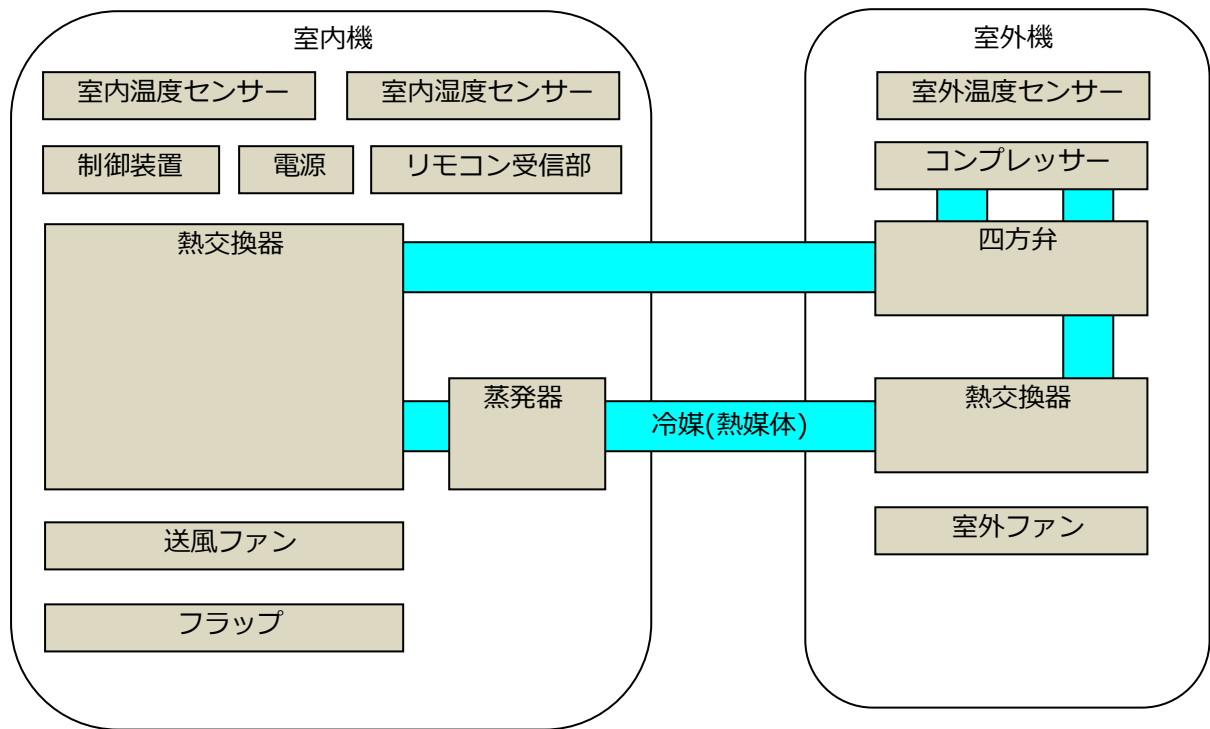 室内機
室外機
室内温度センサー
室内湿度センサー
室外温度センサー
制御装置
電源
リモコン受信部
コンプレッサー
熱交換器
四方弁
蒸発器
冷媒(熱媒体)
熱交換器
送風ファン
室外ファン
フラップ